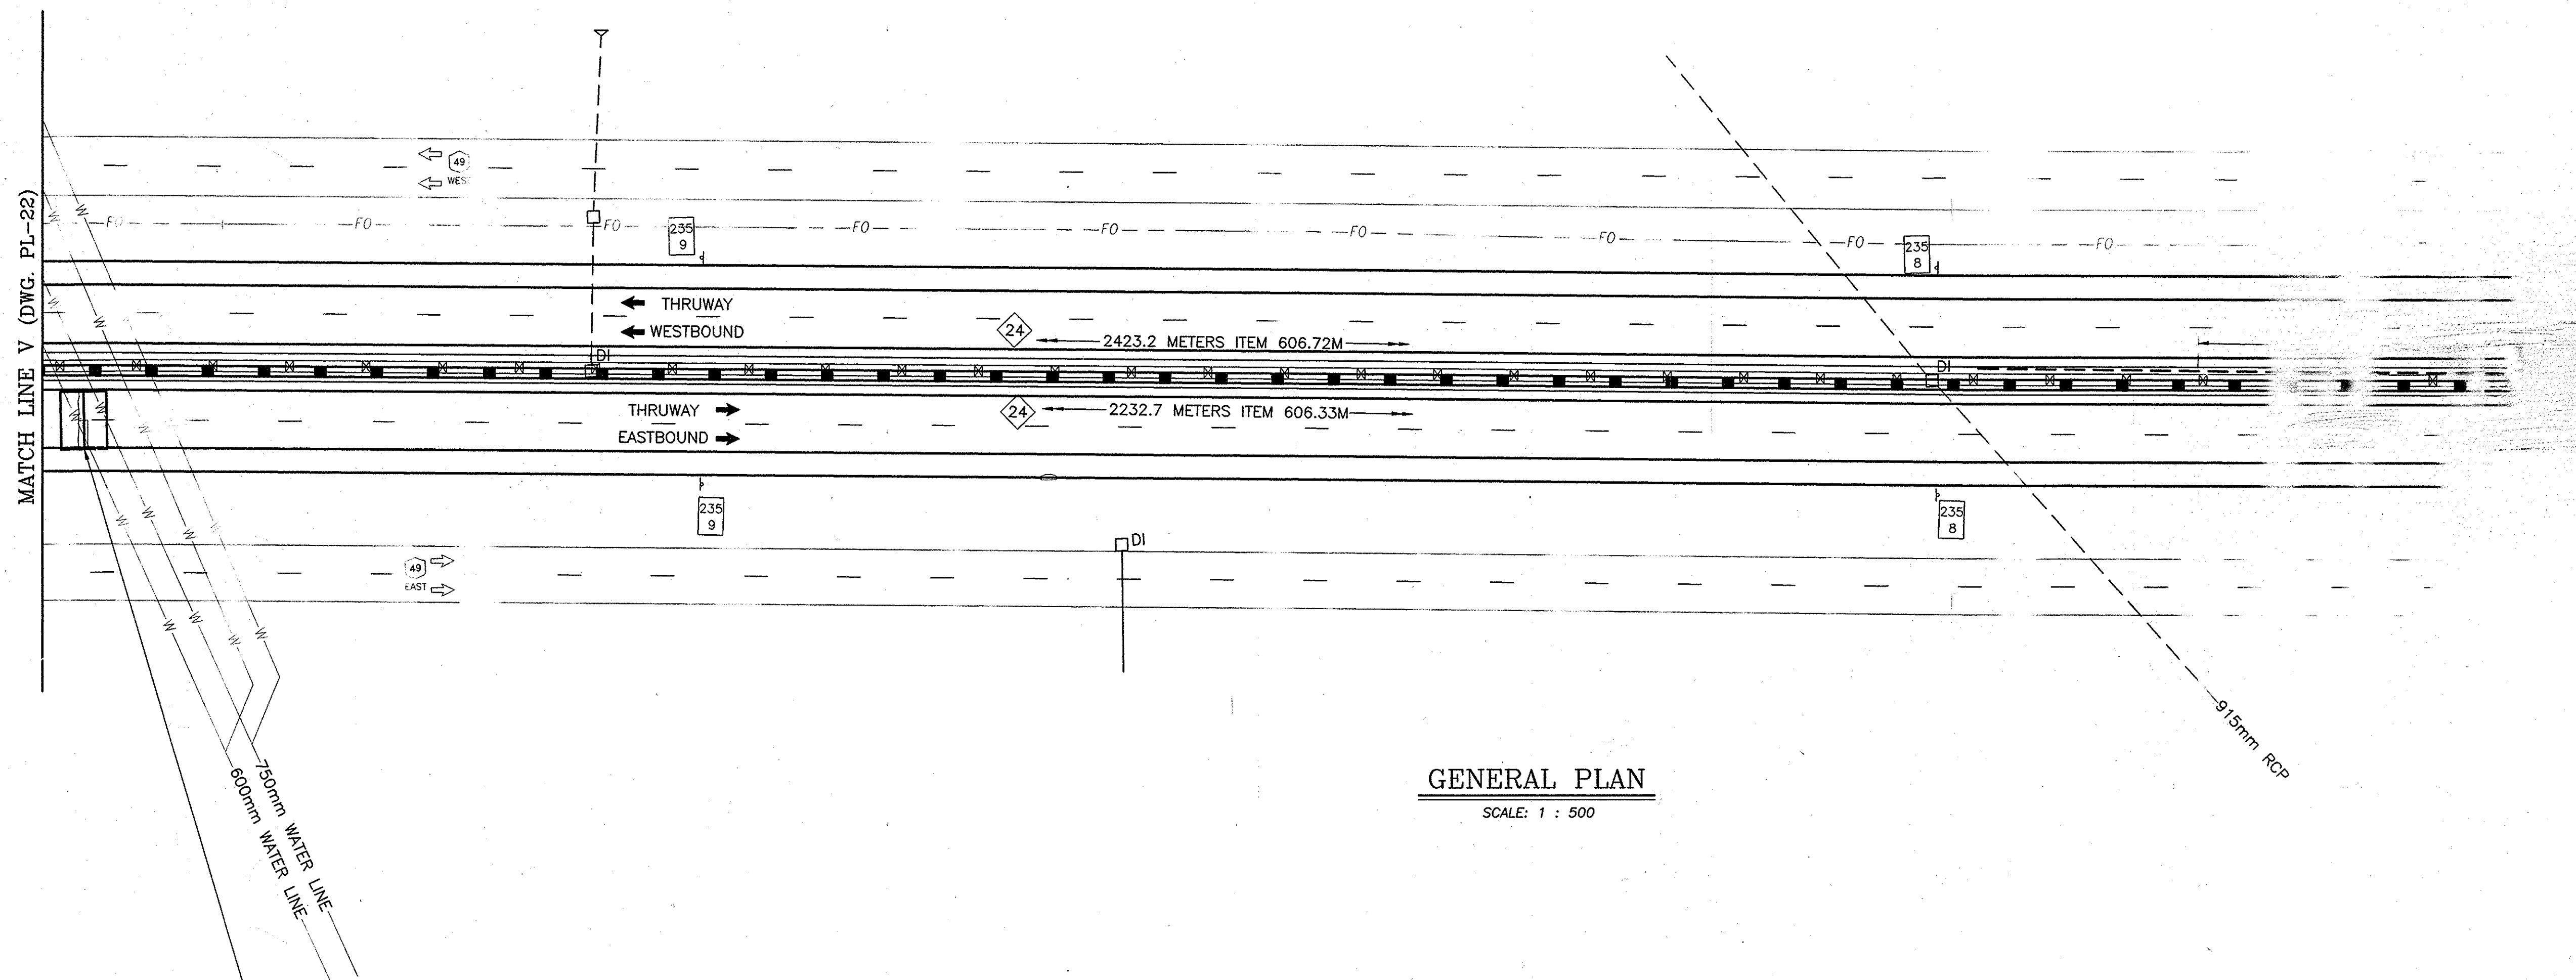 MATCH LINE V (DWG. PL-22)
49
WES
FO FO FO FO FO FO FO FO FO
235
9
235
8
THRUWAY
WESTBOUND
24
2423.2 METERS ITEM 606.72M
DI
DI
THRUWAY
EASTBOUND
24
2232.7 METERS ITEM 606.33M
235
9
235
8
DI
49
EAST
W W W W W W W W W W W W W W W W W W
750mm WATER LINE
600mm WATER LINE
915mm RCP
GENERAL PLAN
SCALE: 1 : 500